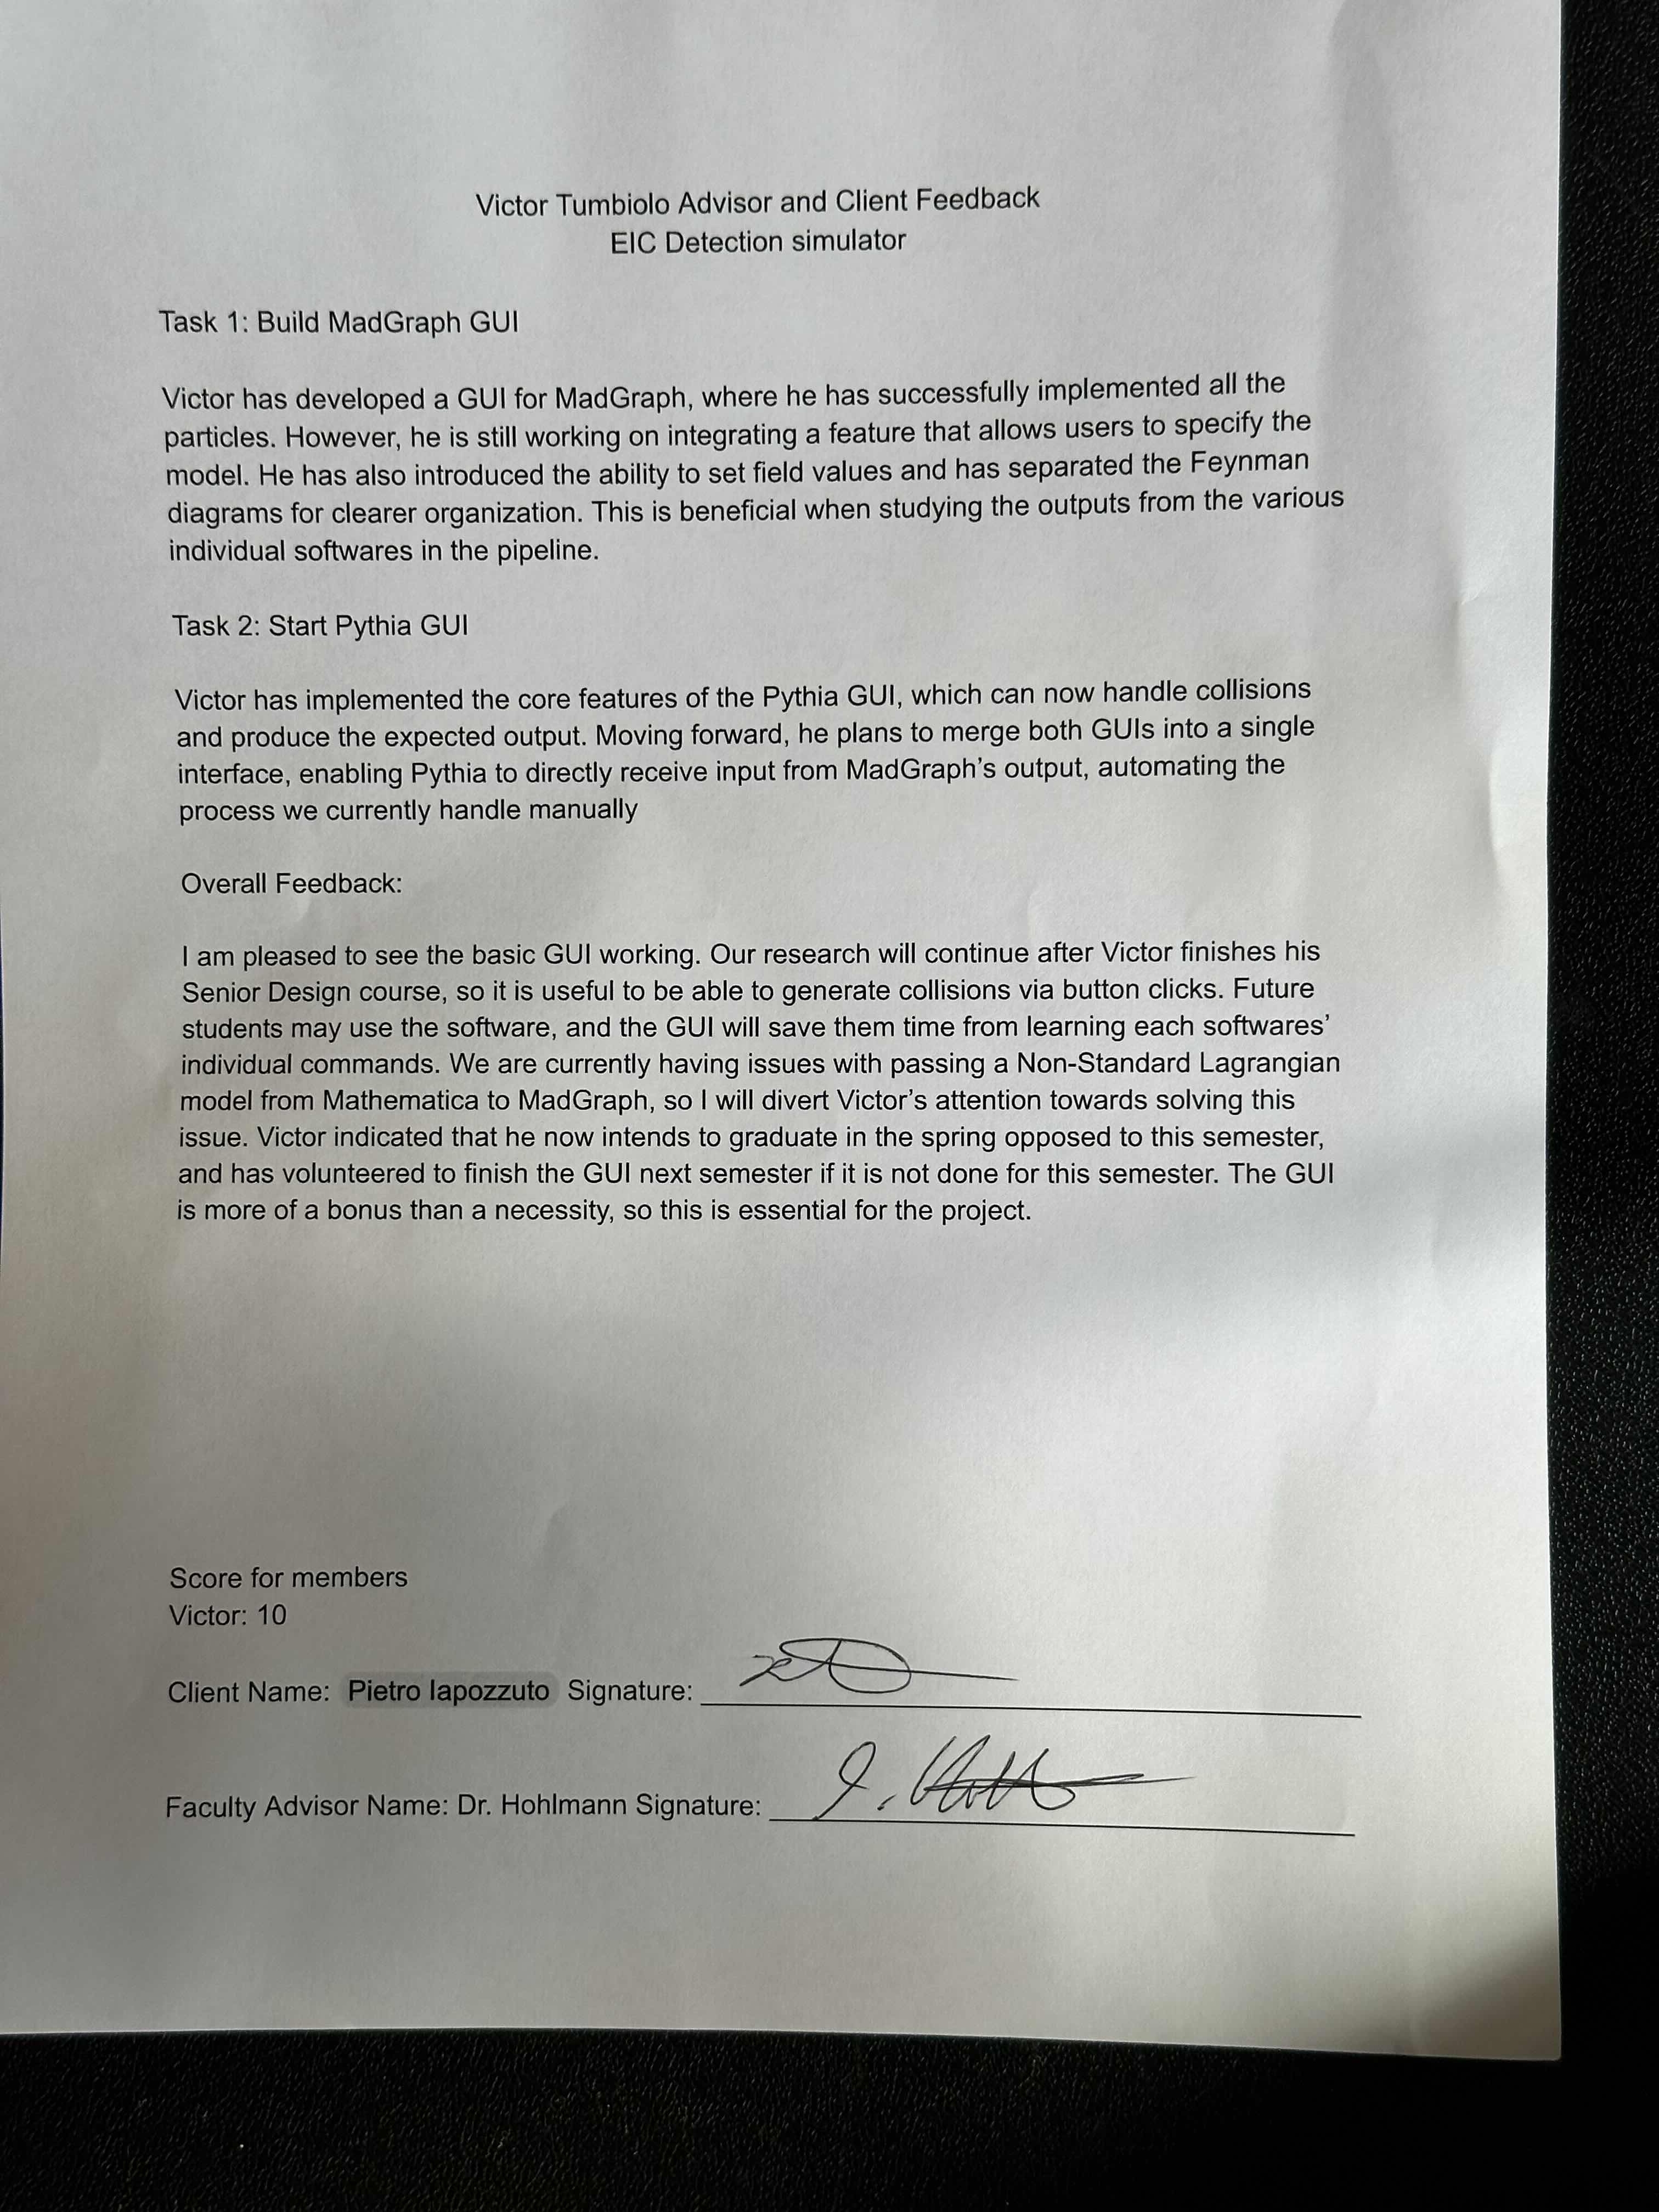 Victor Tumbiolo Advisor and Client Feedback
EIC Detection simulator
Task 1: Build MadGraph GUI
Victor has developed a GUI for MadGraph, where he has successfully implemented all the
particles. However, he is still working on integrating a feature that allows users to specify the
model. He has also introduced the ability to set field values and has separated the Feynman
diagrams for clearer organization. This is beneficial when studying the outputs from the various
individual softwares in the pipeline.
Task 2: Start Pythia GUI
Victor has implemented the core features of the Pythia GUI, which can now handle collisions
and produce the expected output. Moving forward, he plans to merge both GUIs into a single
interface, enabling Pythia to directly receive input from MadGraph’s output, automating the
process we currently handle manually
Overall Feedback:
I am pleased to see the basic GUI working. Our research will continue after Victor finishes his
Senior Design course, so it is useful to be able to generate collisions via button clicks. Future
students may use the software, and the GUI will save them time from learning each softwares’
individual commands. We are currently having issues with passing a Non-Standard Lagrangian
model from Mathematica to MadGraph, so I will divert Victor’s attention towards solving this
issue. Victor indicated that he now intends to graduate in the spring opposed to this semester,
and has volunteered to finish the GUI next semester if it is not done for this semester. The GUI
is more of a bonus than a necessity, so this is essential for the project.
Score for members
Victor: 10
Client Name: Pietro Iapozzuto Signature:
Faculty Advisor Name: Dr. Hohlmann Signature: